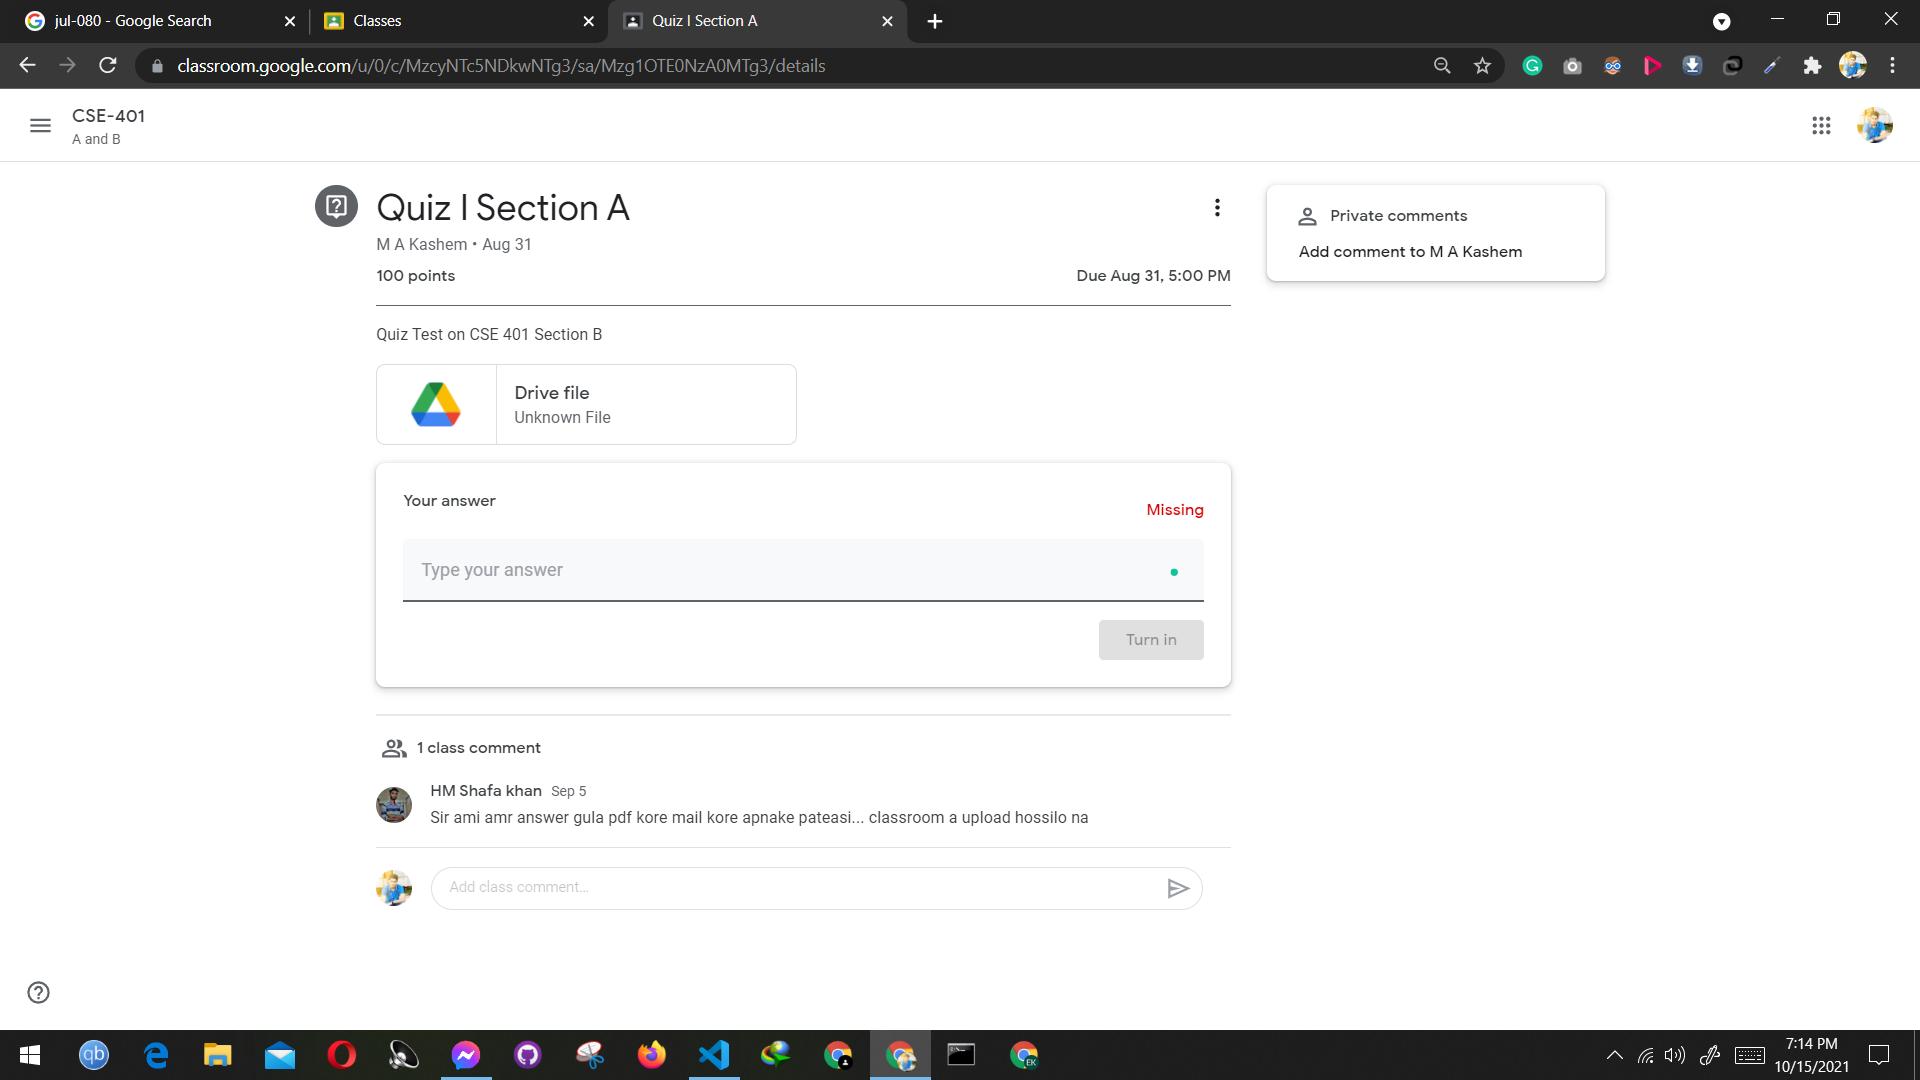 jul-080 - Google Search
Classes
Quiz I Section A
classroom.google.com/u/0/c/MzcyNTc5NDkwNTg3/sa/Mzg1OTE0NzA0MTg3/details
CSE-401
A and B
Quiz I Section A
M A Kashem • Aug 31
100 points
Due Aug 31, 5:00 PM
Private comments
Add comment to M A Kashem
Quiz Test on CSE 401 Section B
Drive file
Unknown File
Your answer
Missing
Type your answer
Turn in
1 class comment
HM Shafa khan Sep 5
Sir ami amr answer gula pdf kore mail kore apnake pateasi... classroom a upload hossilo na
Add class comment...
qb
EK
7:14 PM
10/15/2021